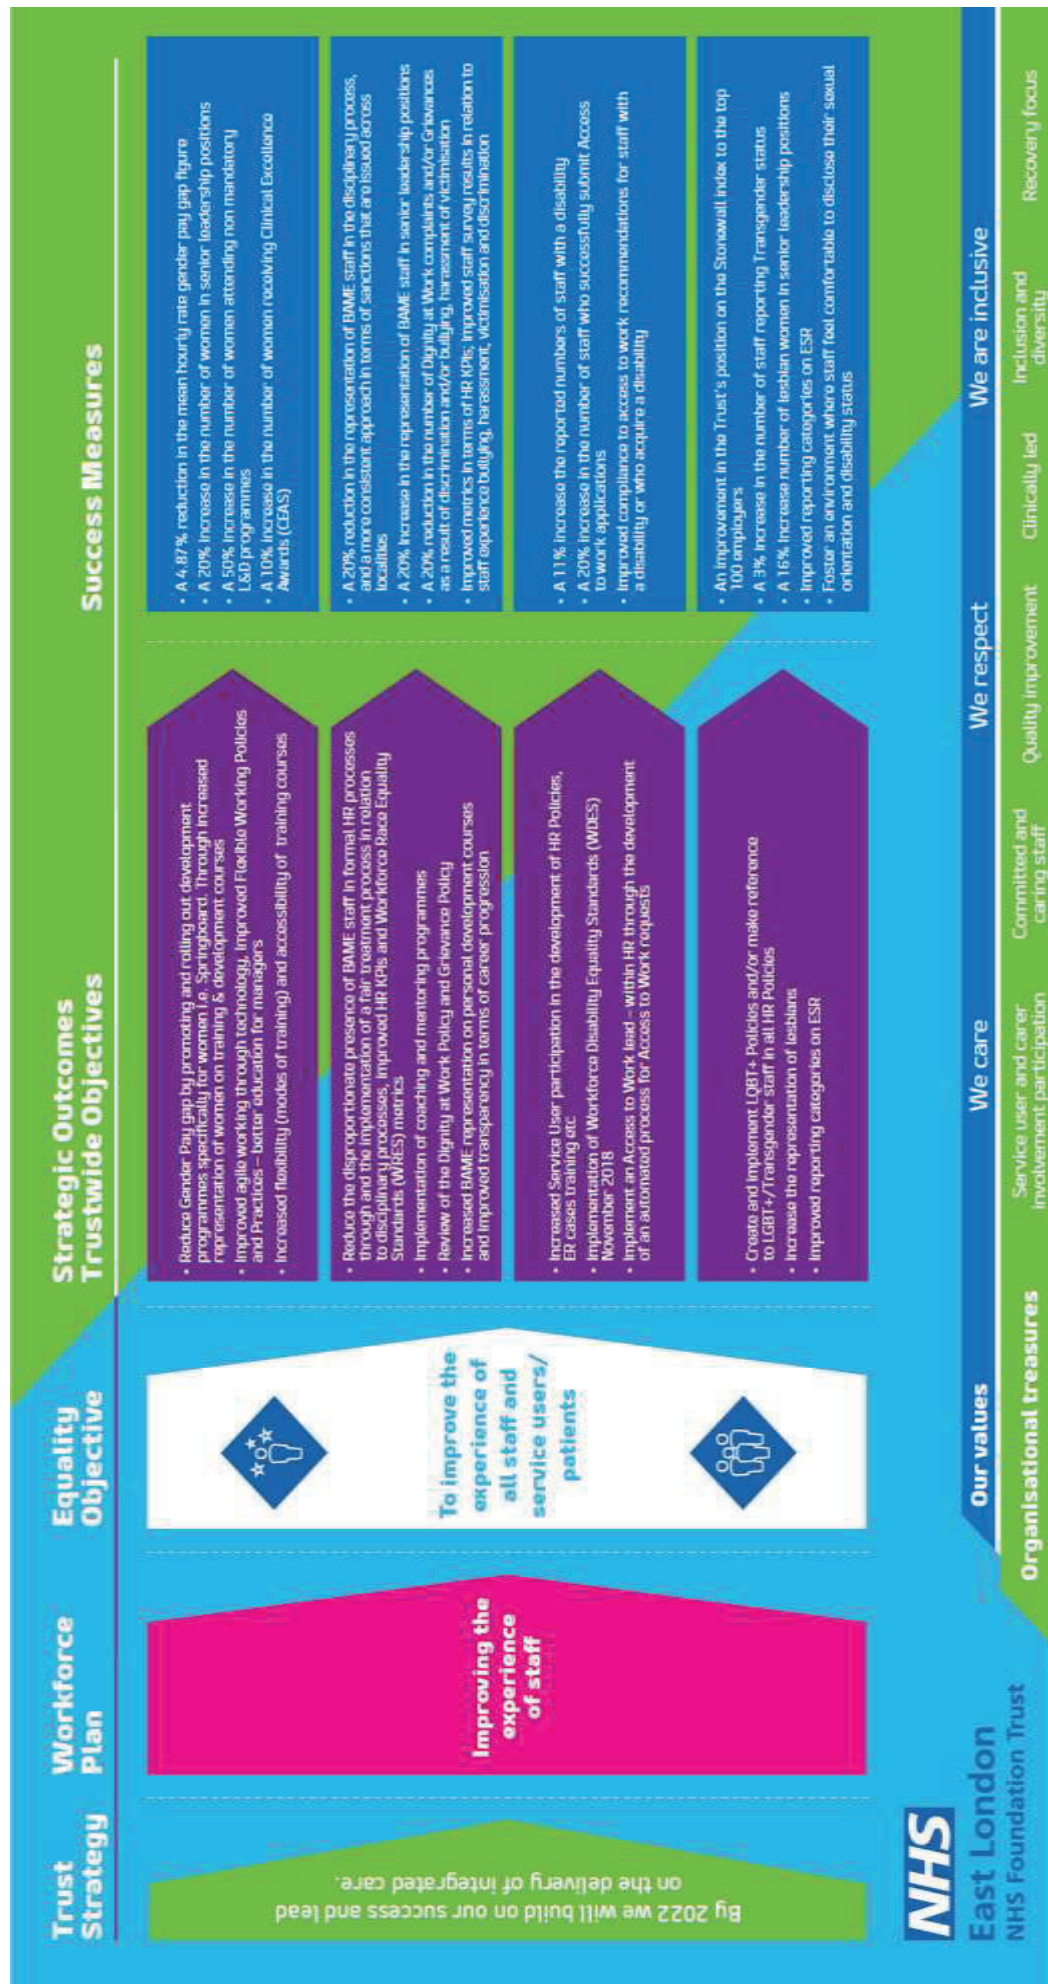 Trust
Strategy
Workforce
Plan
Equality
Objective
Strategic Outcomes
Trustwide Objectives
Success Measures
By 2022 we will build on our success and lead
on the delivery of integrated care.
Improving the
experience
of staff
To improve the
experience of
all staff and
service users/
patients
• Reduce Gender Pay gap by promoting and rolling out development
programmes specifically for women i.e. Springboard. Through increased
representation of women on training & development courses
• Improved agile working through technology, Improved Flexible Working Policies
and Practices – better education for managers
• Increased flexibility (modes of training) and accessibility of training courses
• Reduce the disproportionate presence of BAME staff in formal HR processes
through and the implementation of a fair treatment process in relation
to disciplinary processes, improved HR KPIs and Workforce Race Equality
Standards (WRES) metrics
• Implementation of coaching and mentoring programmes
• Review of the Dignity at Work Policy and Grievance Policy
• Increased BAME representation on personal development courses
and improved transparency in terms of career progression
• Increased Service User participation in the development of HR Policies,
ER cases training etc
• Implementation of Workforce Disability Equality Standards (WDES)
November 2018
• Implement an Access to Work lead – within HR through the development
of an automated process for Access to Work requests
• Create and implement LQBT+ Policies and/or make reference
to LGBT+/Transgender staff in all HR Policies
• Increase the representation of lesbians
• Improved reporting categories on ESR
• A 4.87% reduction in the mean hourly rate gender pay gap figure
• A 20% increase in the number of women in senior leadership positions
• A 50% increase in the number of women attending non mandatory
L&D programmes
• A 10% increase in the number of women receiving Clinical Excellence
Awards (CEAS)
• A 20% reduction in the representation of BAME staff in the disciplinary process,
and a more consistent approach in terms of sanctions that are issued across
localities
• A 20% increase in the representation of BAME staff in senior leadership positions
• A 20% reduction in the number of Dignity at Work complaints and/or Grievances
as a result of discrimination and/or bullying, harassment of victimisation
• Improved metrics in terms of HR KPIs; improved staff survey results in relation to
staff experience bullying, harassment, victimisation and discrimination
• A 11% increase the reported numbers of staff with a disability
• A 20% increase in the number of staff who successfully submit Access
to work applications
• Improved compliance to access to work recommendations for staff with
a disability or who acquire a disability
• An improvement in the Trust's position on the Stonewall index to the top
100 employers
• A 3% increase in the number of staff reporting Transgender status
• A 16% increase number of lesbian women in senior leadership positions
• Improved reporting categories on ESR
• Foster an environment where staff feel comfortable to disclose their sexual
orientation and disability status
NHS
East London
NHS Foundation Trust
Our values
We care
We respect
We are inclusive
Organisational treasures
Service user and carer
involvement participation
Committed and
caring staff
Quality improvement
Clinically led
Inclusion and
diversity
Recovery focus